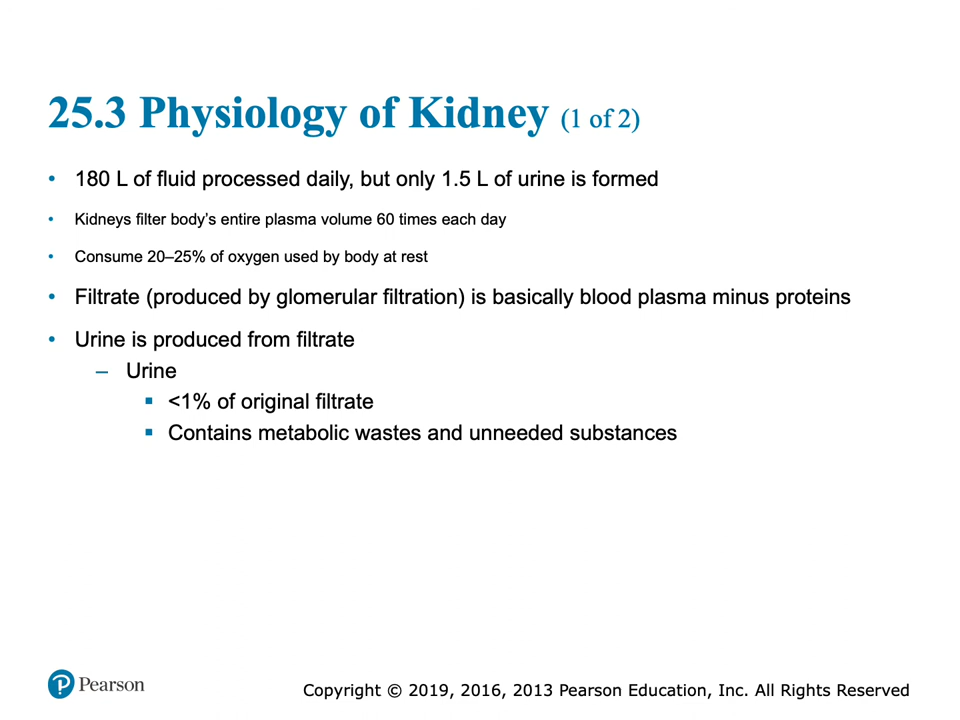 25.3 Physiology of Kidney (1 of 2)
• 180 L of fluid processed daily, but only 1.5 L of urine is formed
• Kidneys filter body’s entire plasma volume 60 times each day
• Consume 20–25% of oxygen used by body at rest
• Filtrate (produced by glomerular filtration) is basically blood plasma minus proteins
• Urine is produced from filtrate
– Urine
▪ <1% of original filtrate
▪ Contains metabolic wastes and unneeded substances
Pearson
Copyright © 2019, 2016, 2013 Pearson Education, Inc. All Rights Reserved